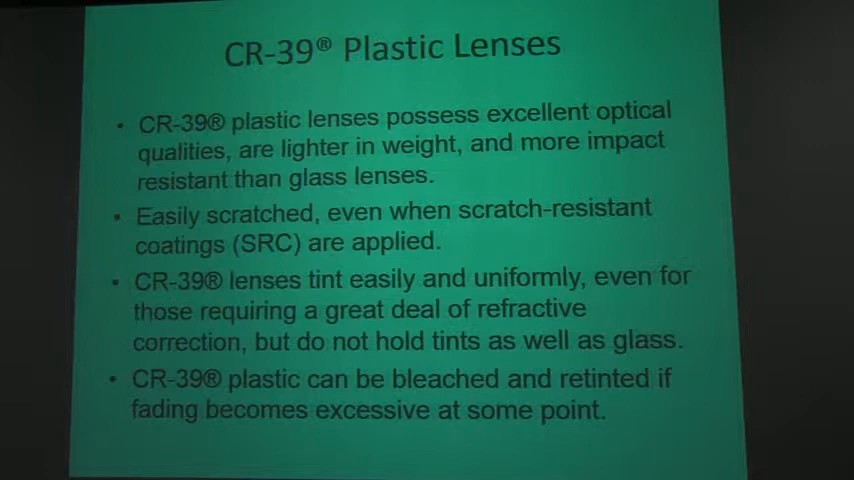 CR-39® Plastic Lenses
• CR-39® plastic lenses possess excellent optical
qualities, are lighter in weight, and more impact
resistant than glass lenses.
• Easily scratched, even when scratch-resistant
coatings (SRC) are applied.
• CR-39® lenses tint easily and uniformly, even for
those requiring a great deal of refractive
correction, but do not hold tints as well as glass.
• CR-39® plastic can be bleached and retinted if
fading becomes excessive at some point.